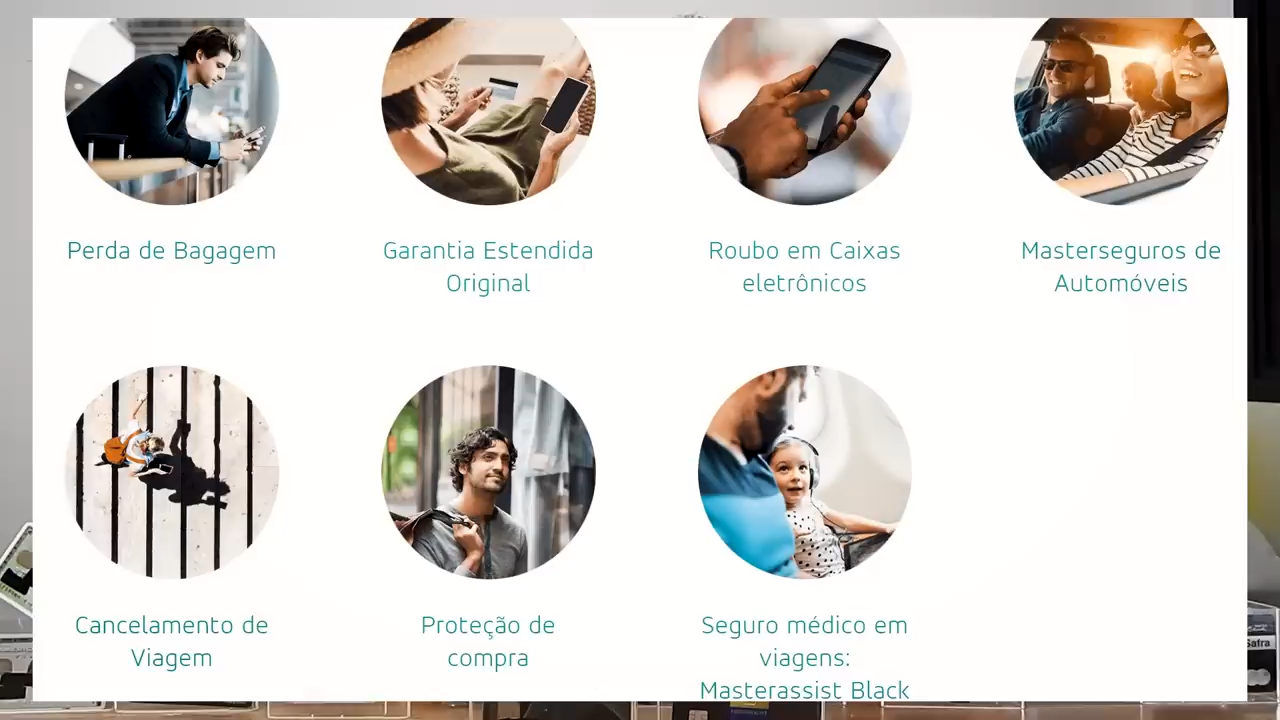 Perda de Bagagem
Garantia Estendida
Original
Roubo em Caixas
eletrônicos
Masterseguros de
Automóveis
Cancelamento de
Viagem
Proteção de
compra
Seguro médico em
viagens:
Masterassist Black
Safra